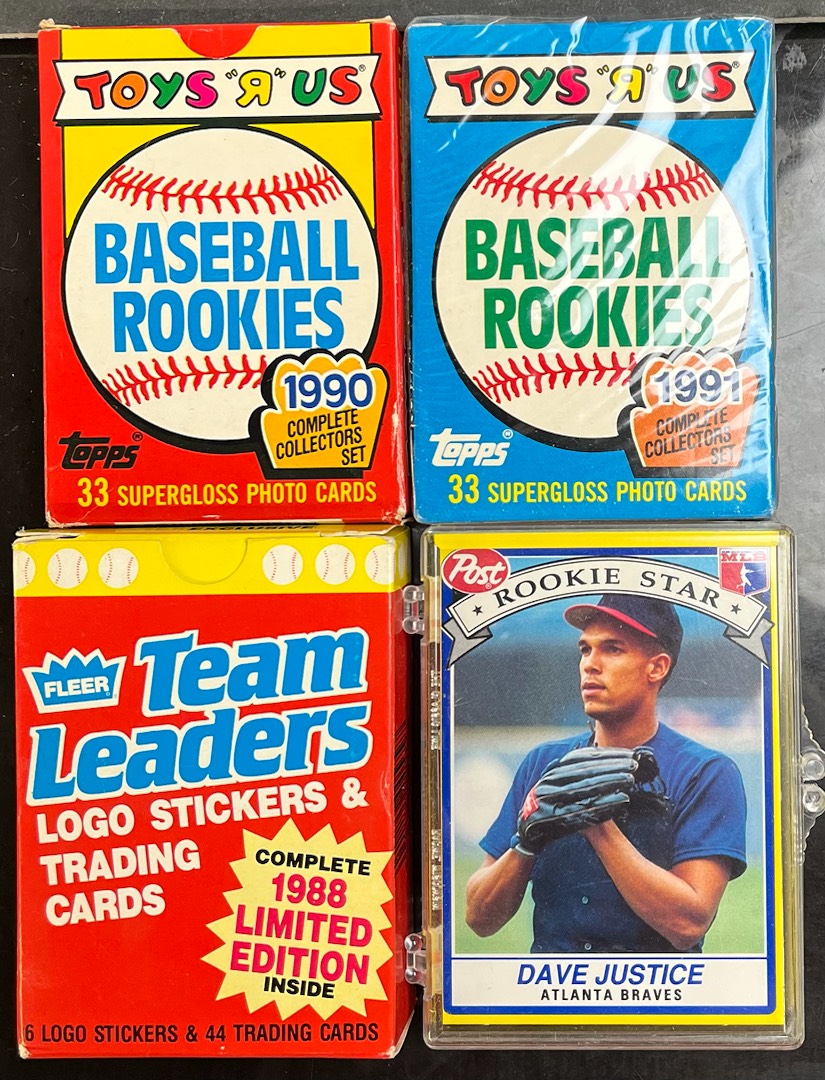 TOYS "R" US®
BASEBALL
ROOKIES
1990
COMPLETE
COLLECTORS
SET
Topps®
33 SUPERGLOSS PHOTO CARDS
TOYS "R" US®
BASEBALL
ROOKIES
1991
COMPLETE
COLLECTORS
SET
Topps®
33 SUPERGLOSS PHOTO CARDS
EXCLUSIVE
FLEER®
Team
Leaders
LOGO STICKERS &
TRADING
CARDS
COMPLETE
1988
LIMITED
EDITION
INSIDE
6 LOGO STICKERS & 44 TRADING CARDS
Post®
ROOKIE STAR
MLB
DAVE JUSTICE
ATLANTA BRAVES